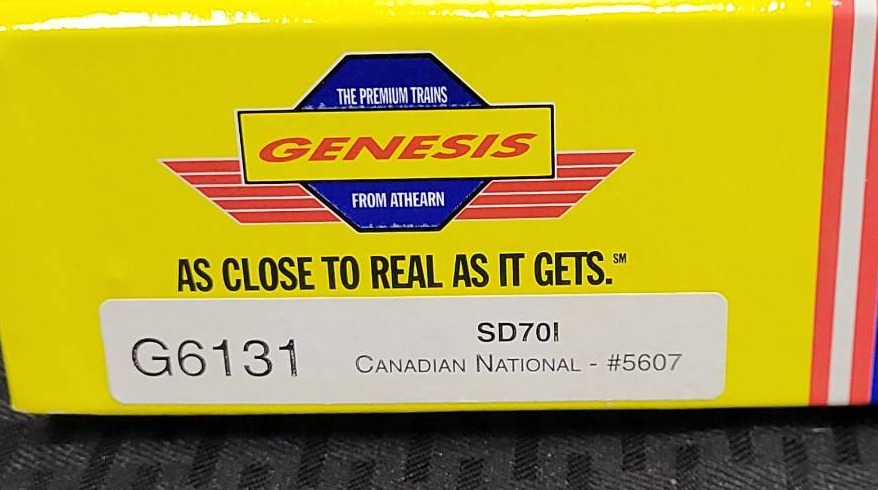 THE PREMIUM TRAINS
GENESIS
FROM ATHEARN
AS CLOSE TO REAL AS IT GETS.℠
G6131
SD70I
CANADIAN NATIONAL - #5607